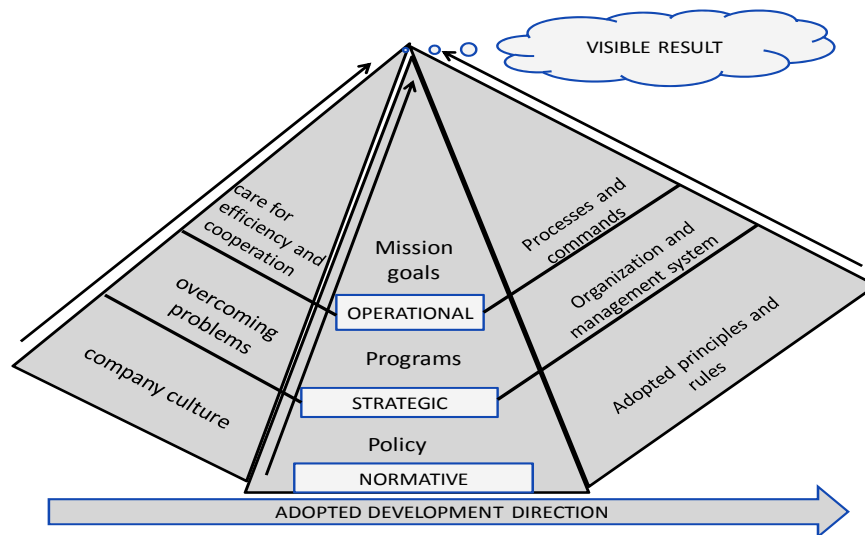 VISIBLE RESULT
care for
efficiency and
cooperation
overcoming
problems
company culture
Mission
goals
OPERATIONAL
Programs
STRATEGIC
Policy
NORMATIVE
Processes and
commands
Organization and
management system
Adopted principles and
rules
ADOPTED DEVELOPMENT DIRECTION